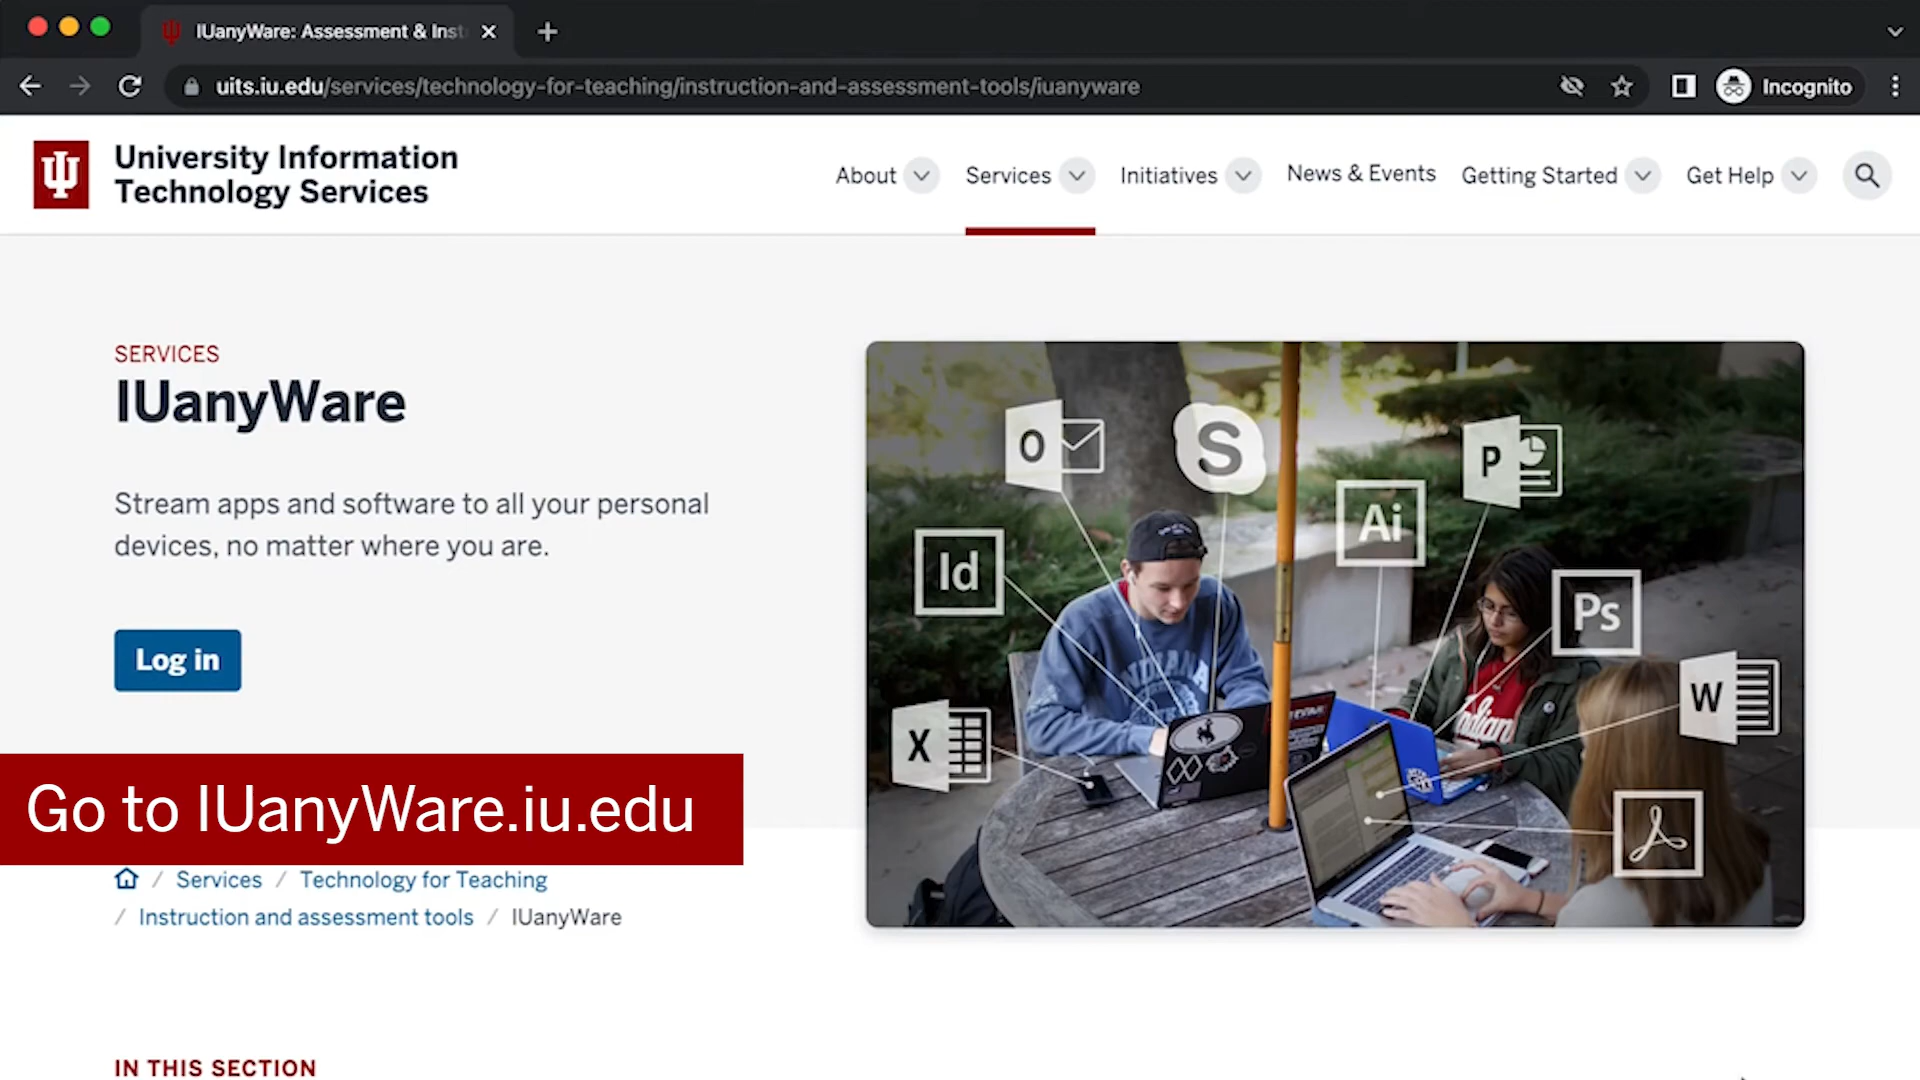 IUanyWare: Assessment & Inst
uits.iu.edu/services/technology-for-teaching/instruction-and-assessment-tools/iuanyware
Incognito
University Information
Technology Services
About
Services
Initiatives
News & Events
Getting Started
Get Help
SERVICES
IUanyWare
Stream apps and software to all your personal
devices, no matter where you are.
Log in
O
S
P
Ai
Id
Ps
W
X
INDIANA
Indiana
Go to IUanyWare.iu.edu
/ Services / Technology for Teaching
/ Instruction and assessment tools / IUanyWare
IN THIS SECTION